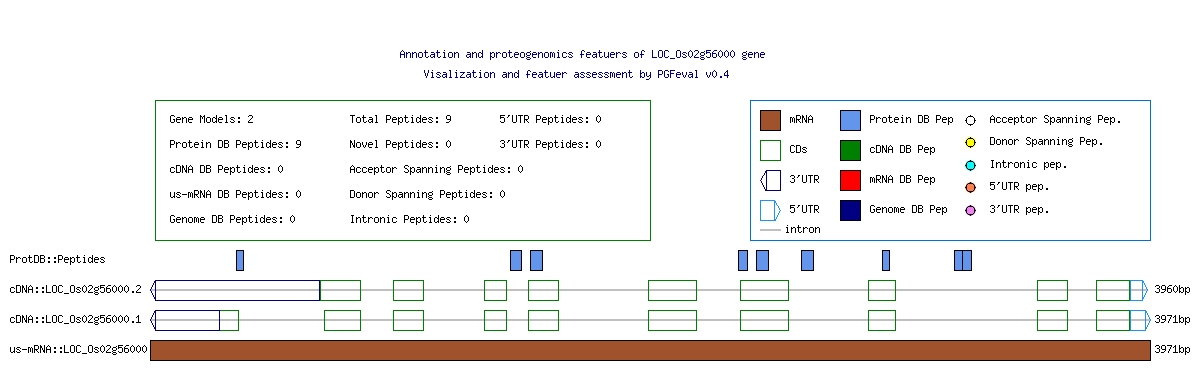 Annotation and proteogenomics featuers of LOC_Os02g56000 gene
Visalization and featuer assessment by PGFeval v0.4
Gene Models: 2 Total Peptides: 9 5'UTR Peptides: 0
Protein DB Peptides: 9 Novel Peptides: 0 3'UTR Peptides: 0
cDNA DB Peptides: 0 Acceptor Spanning Peptides: 0
us-mRNA DB Peptides: 0 Donor Spanning Peptides: 0
Genome DB Peptides: 0 Intronic Peptides: 0
mRNA Protein DB Pep Acceptor Spanning Pep.
CDs cDNA DB Pep Donor Spanning Pep.
3'UTR mRNA DB Pep Intronic pep.
5'UTR Genome DB Pep 5'UTR pep.
intron 3'UTR pep.
ProtDB::Peptides
cDNA::LOC_Os02g56000.2 3960bp
cDNA::LOC_Os02g56000.1 3971bp
us-mRNA::LOC_Os02g56000 3971bp